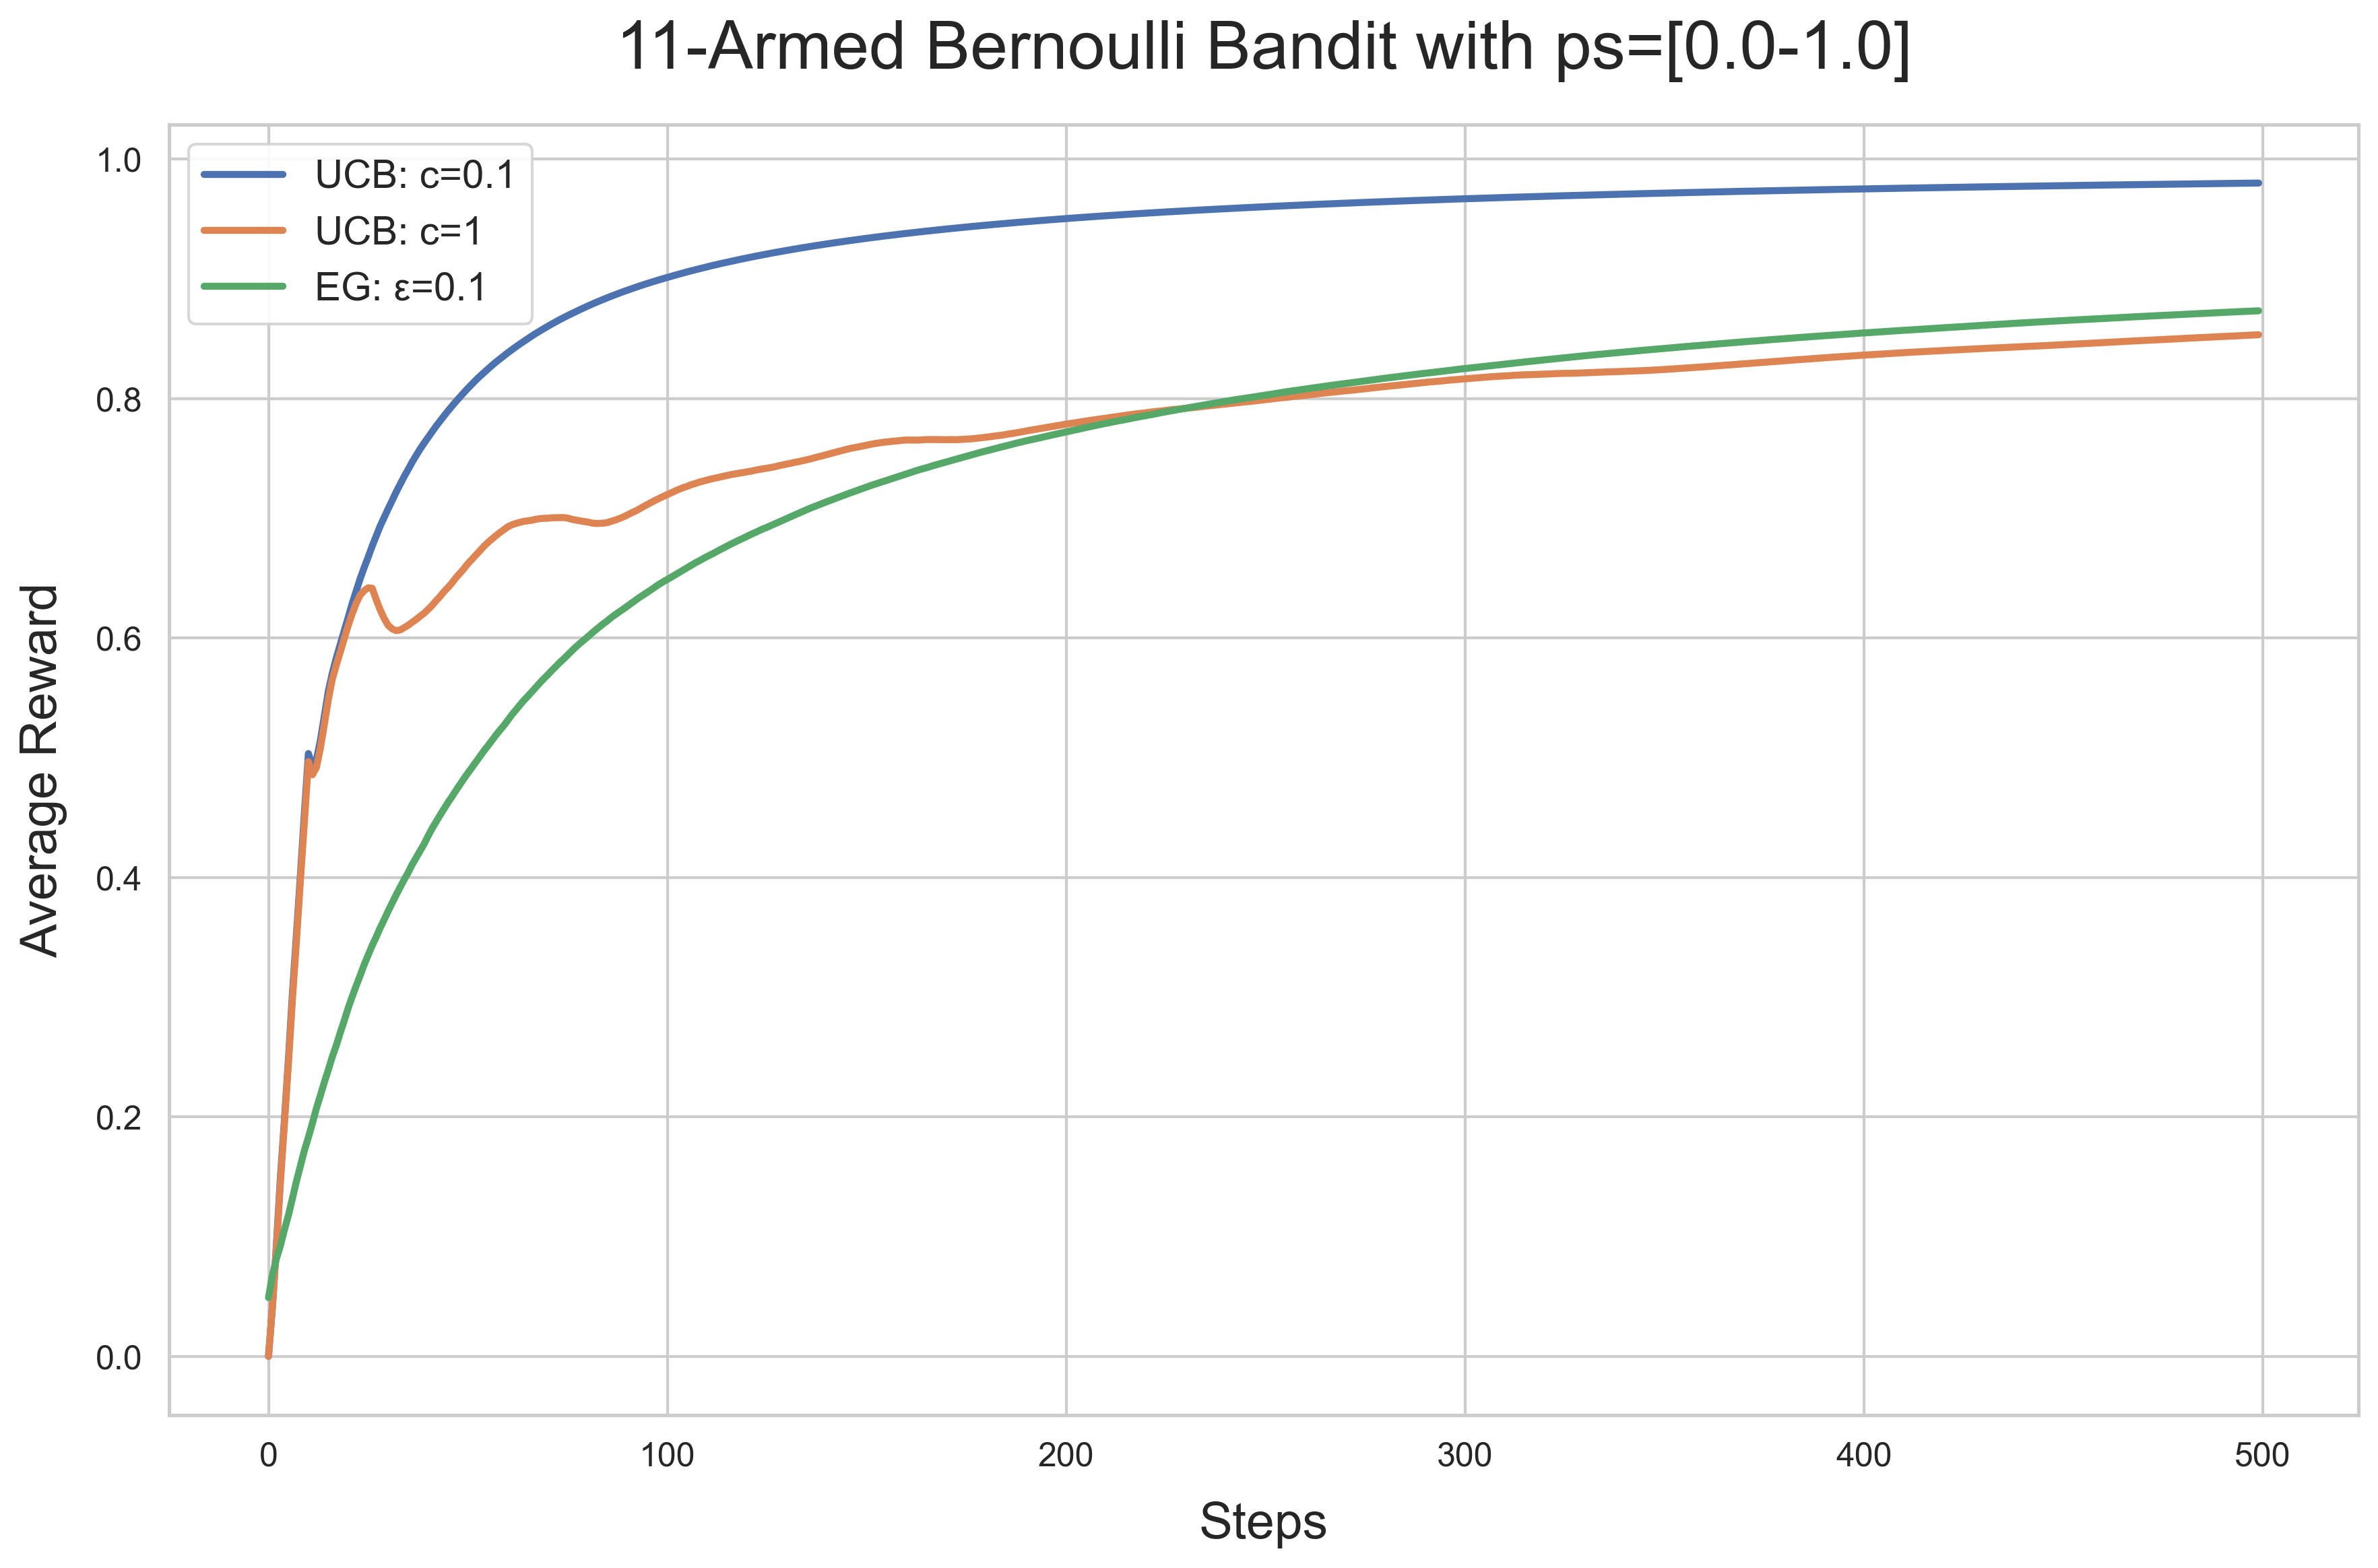 11-Armed Bernoulli Bandit with ps=[0.0-1.0]
UCB: c=0.1
UCB: c=1
EG: ε=0.1
Average Reward
1.0
0.8
0.6
0.4
0.2
0.0
0 100 200 300 400 500
Steps